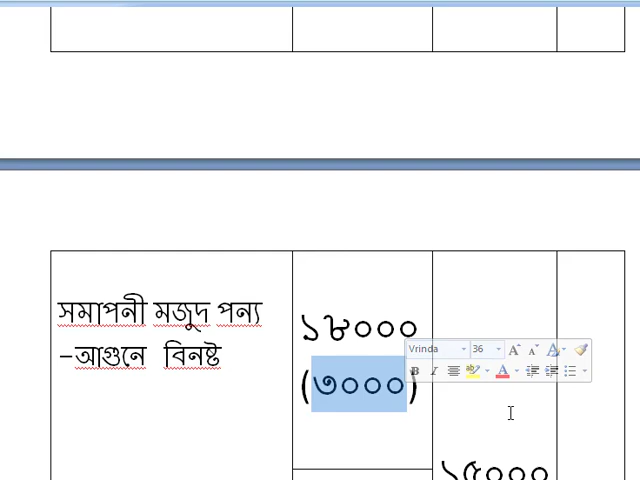 সমাপনী মজুদ পন্য
-আগুনে বিনষ্ট
১৮০০০
(৩০০০)
১৫০০০
Vrinda 36
B I